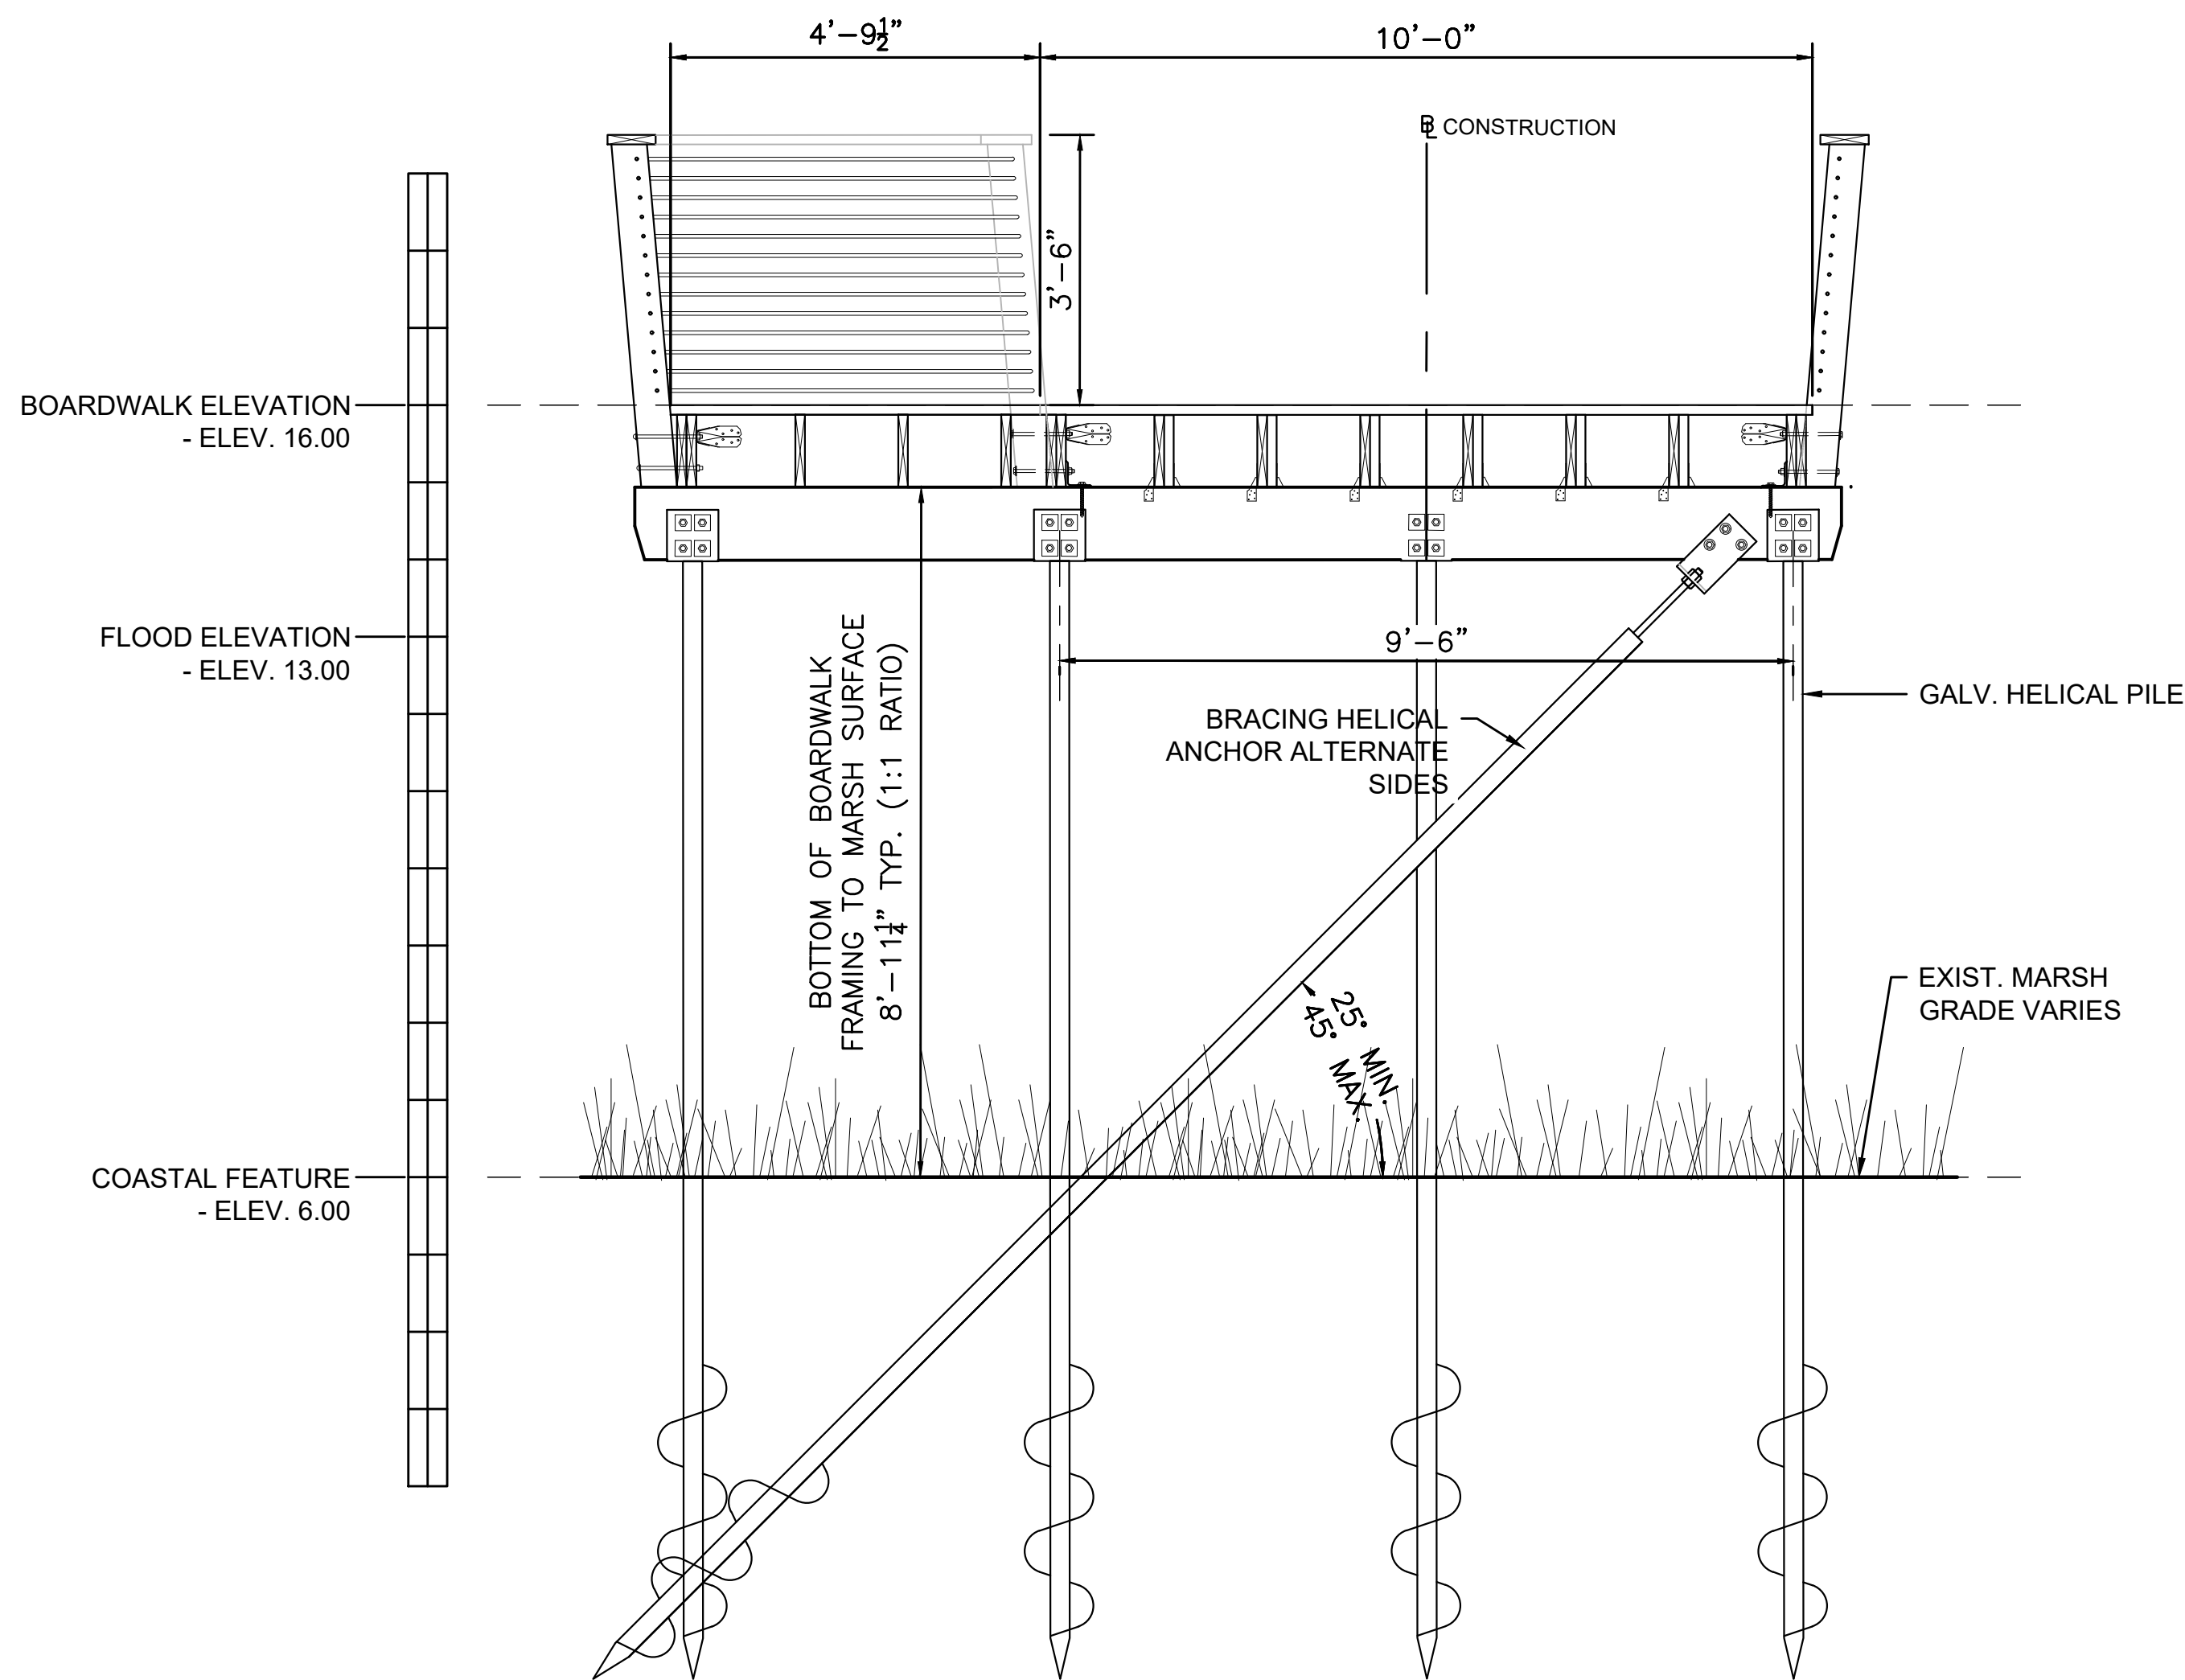 4'-9½"
10'-0"
BL CONSTRUCTION
3'-6"
BOARDWALK ELEVATION
- ELEV. 16.00
FLOOD ELEVATION
- ELEV. 13.00
9'-6"
GALV. HELICAL PILE
BRACING HELICAL
ANCHOR ALTERNATE
SIDES
BOTTOM OF BOARDWALK
FRAMING TO MARSH SURFACE
8'-11¼" TYP. (1:1 RATIO)
25° MIN.
45° MAX.
EXIST. MARSH
GRADE VARIES
COASTAL FEATURE
- ELEV. 6.00